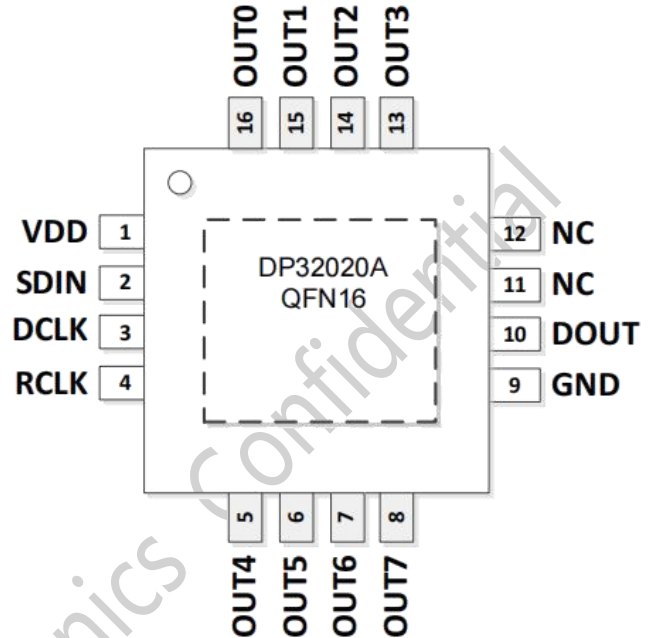 OUT0 OUT1 OUT2 OUT3
16 15 14 13
VDD 1
SDIN 2
DCLK 3
RCLK 4
DP32020A
QFN16
12 NC
11 NC
10 DOUT
9 GND
5 6 7 8
OUT4 OUT5 OUT6 OUT7
nics Confidential